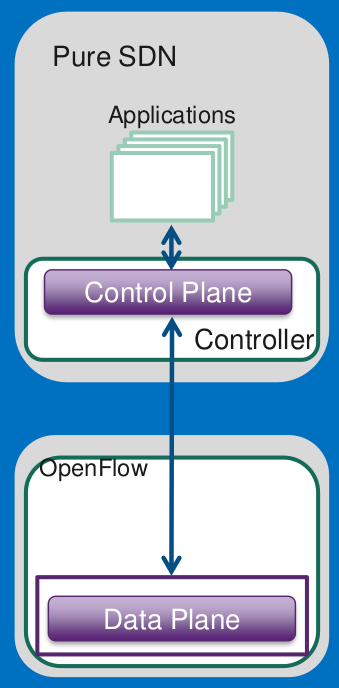 Pure SDN
Applications
Control Plane
Controller
OpenFlow
Data Plane